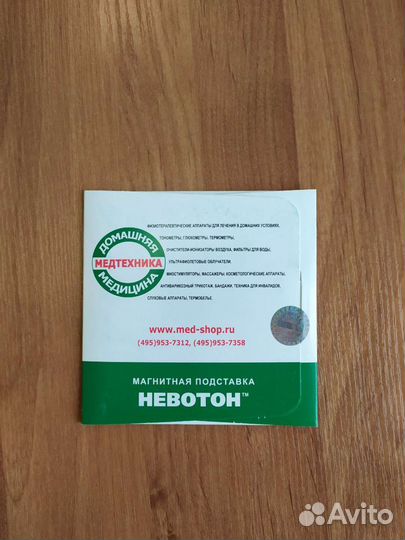 ДОМАШНЯЯ
МЕДТЕХНИКА
МЕДИЦИНА
ФИЗИОТЕРАПЕВТИЧЕСКИЕ АППАРАТЫ ДЛЯ ЛЕЧЕНИЯ В ДОМАШНИХ УСЛОВИЯХ,
ТОНОМЕТРЫ, ГЛЮКОМЕТРЫ, ТЕРМОМЕТРЫ,
ОЧИСТИТЕЛИ-ИОНИЗАТОРЫ ВОЗДУХА, ФИЛЬТРЫ ДЛЯ ВОДЫ,
УЛЬТРАФИОЛЕТОВЫЕ ОБЛУЧАТЕЛИ,
МИОСТИМУЛЯТОРЫ, МАССАЖЕРЫ, КОСМЕТОЛОГИЧЕСКИЕ АППАРАТЫ,
АНТИВАРИКОЗНЫЙ ТРИКОТАЖ, БАНДАЖИ, ТЕХНИКА ДЛЯ ИНВАЛИДОВ,
СЛУХОВЫЕ АППАРАТЫ, ТЕРМОБЕЛЬЕ.
www.med-shop.ru
(495)953-7312, (495)953-7358
МАГНИТНАЯ ПОДСТАВКА
НЕВОТОН™
Avito